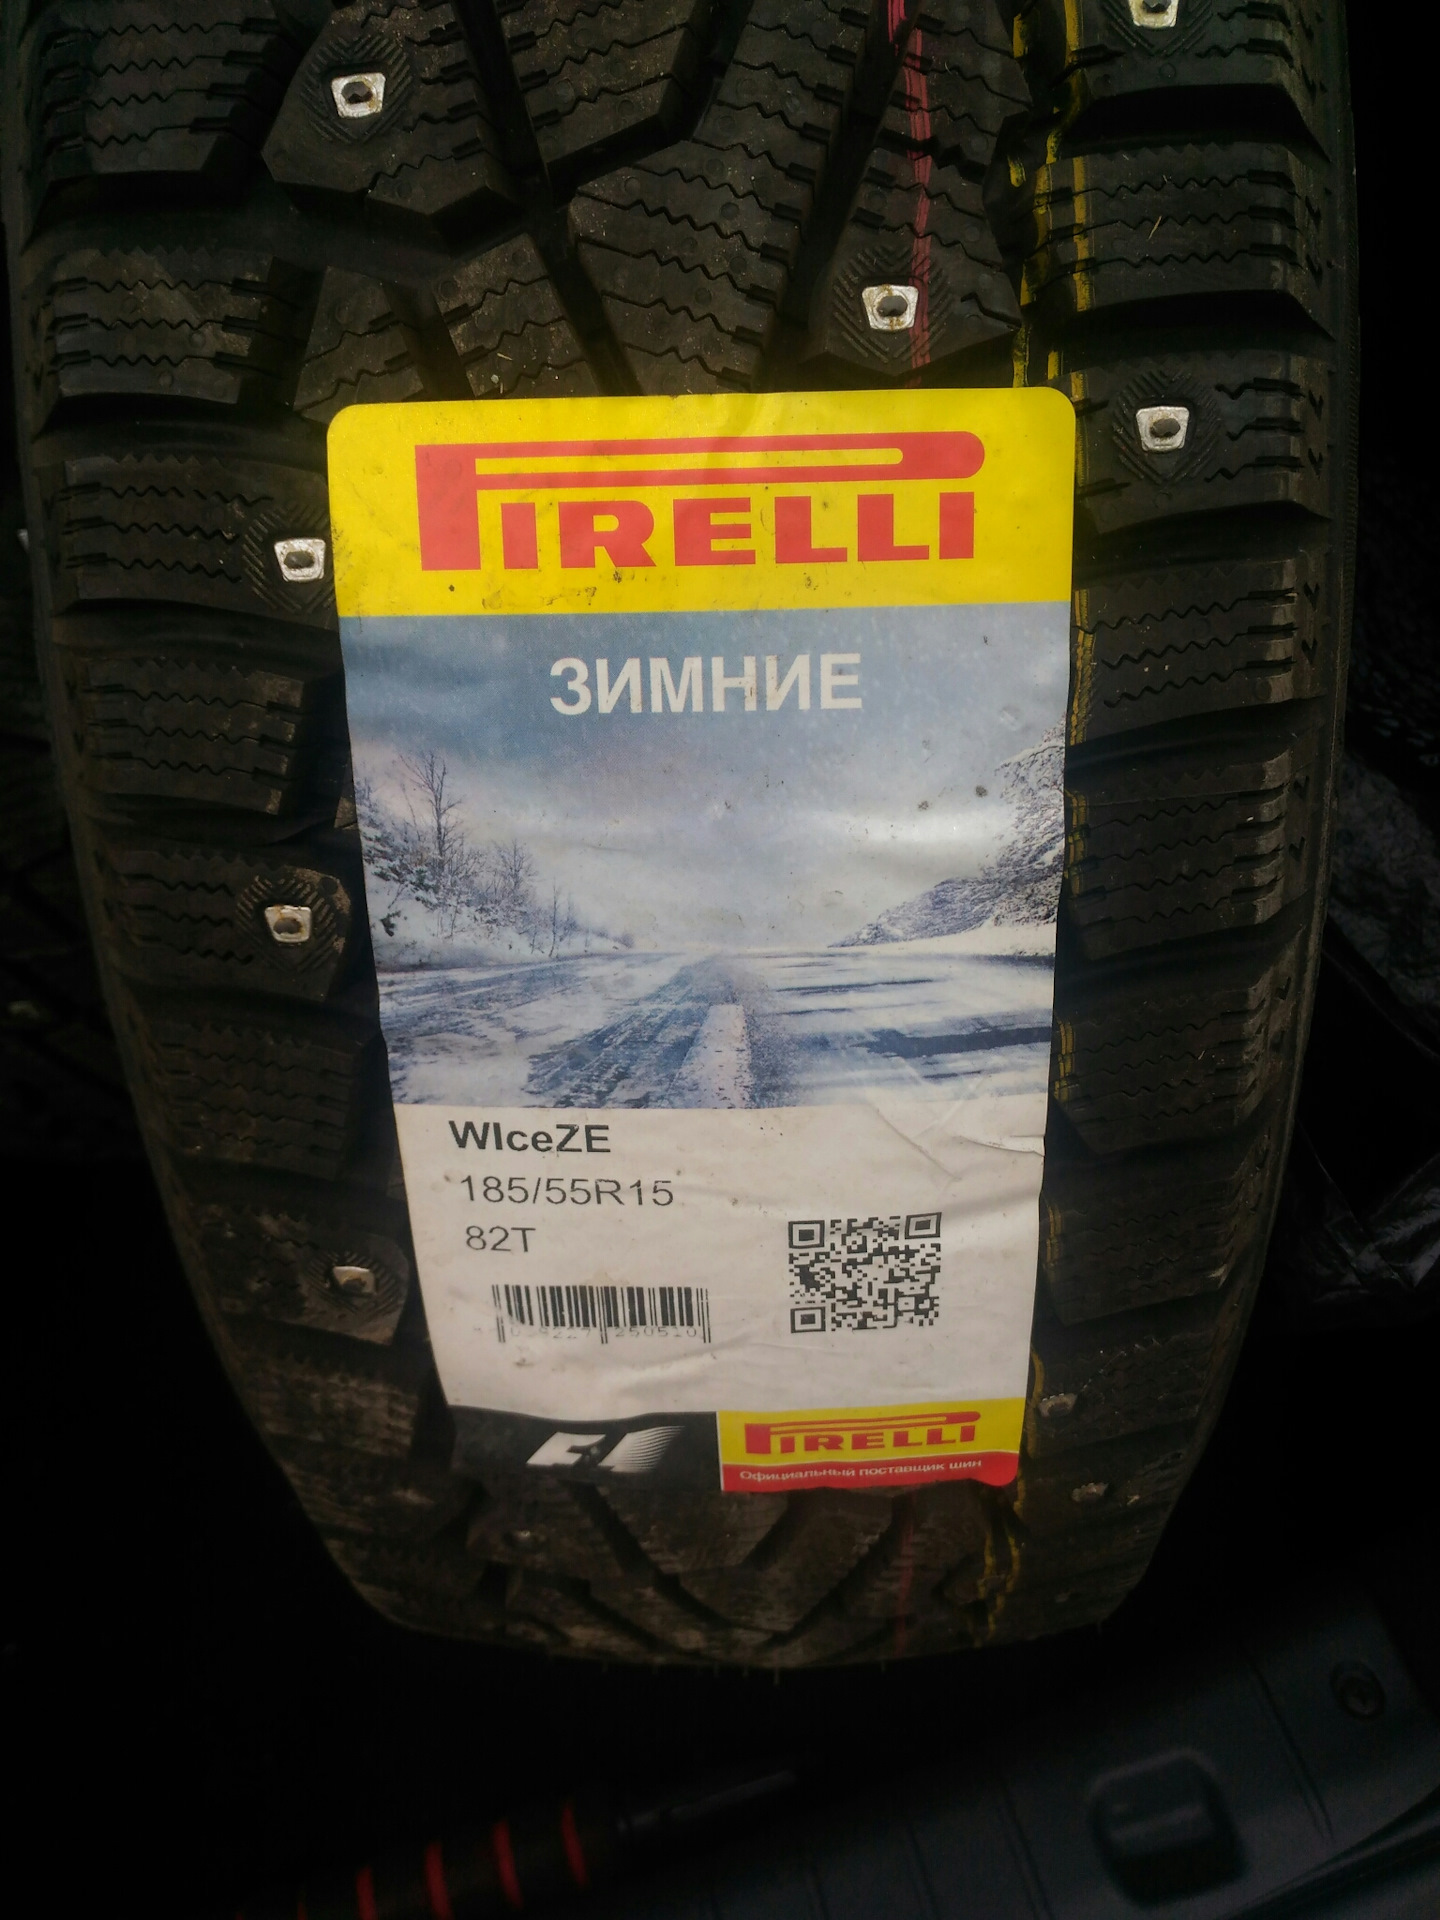 PIRELLI
ЗИМНИЕ
WIceZE
185/55R15
82T
F1
PIRELLI
Официальный поставщик шин